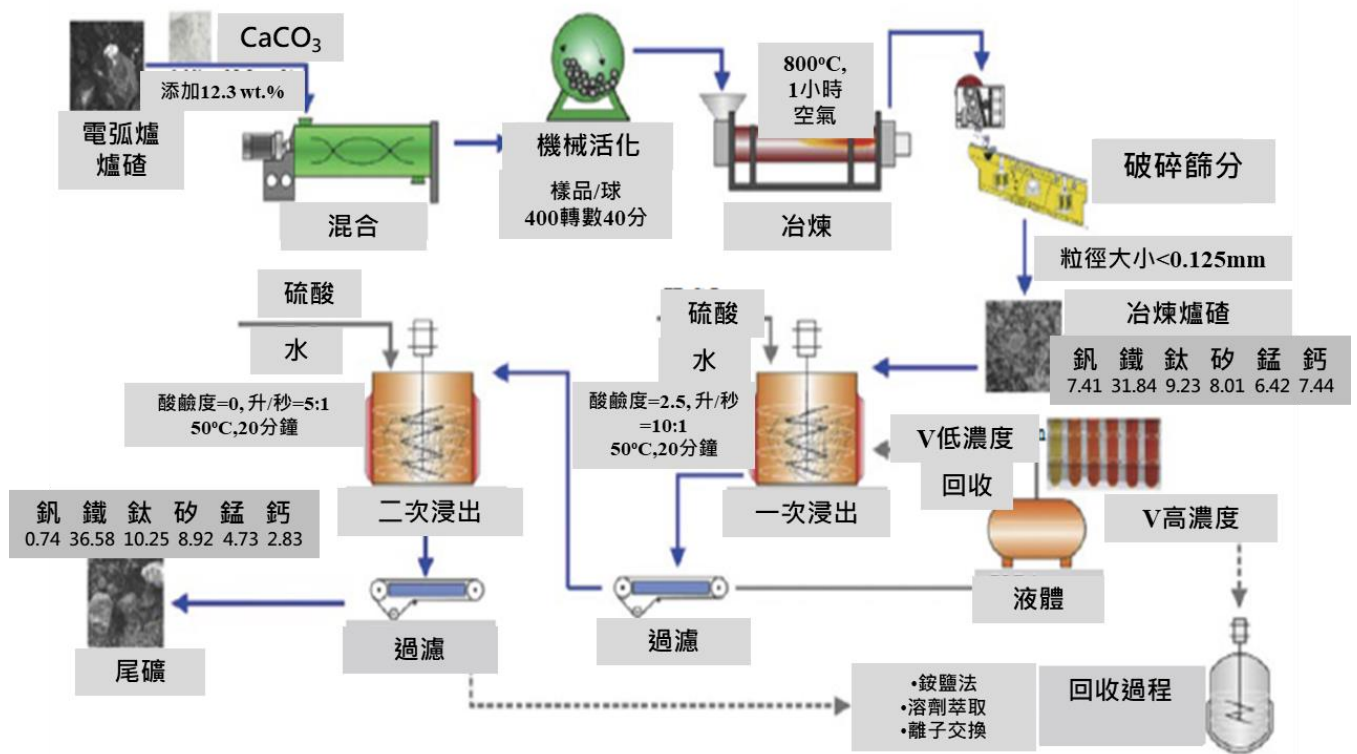 CaCO₃
添加12.3 wt.%
電弧爐
爐碴
混合
機械活化
樣品/球
400轉數40分
800°C,
1小時
空氣
冶煉
破碎篩分
粒徑大小<0.125mm
冶煉爐碴
釩 鐵 鈦 矽 錳 鈣
7.41 31.84 9.23 8.01 6.42 7.44
硫酸
水
酸鹼度=2.5, 升/秒
=10:1
50°C,20分鐘
一次浸出
V低濃度
回收
V高濃度
液體
過濾
硫酸
水
酸鹼度=0, 升/秒=5:1
50°C,20分鐘
二次浸出
過濾
釩 鐵 鈦 矽 錳 鈣
0.74 36.58 10.25 8.92 4.73 2.83
尾礦
•銨鹽法
•溶劑萃取
•離子交換
回收過程